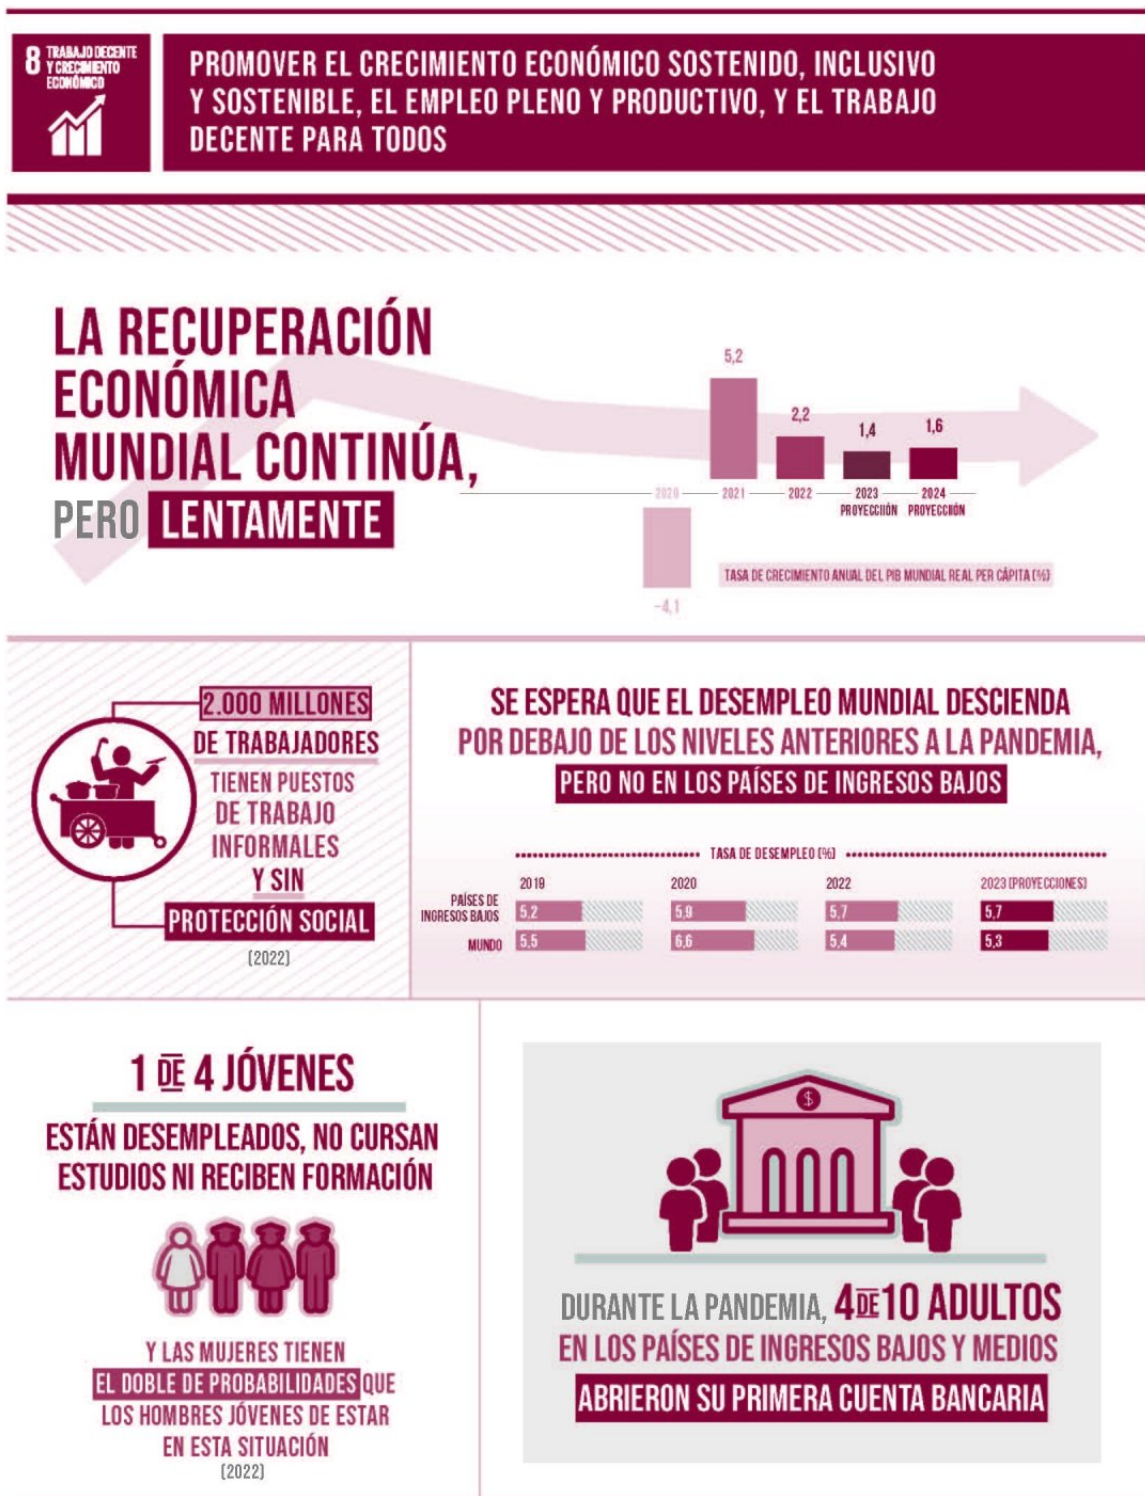 8 TRABAJO DECENTE
Y CRECIMIENTO
ECONÓMICO
PROMOVER EL CRECIMIENTO ECONÓMICO SOSTENIDO, INCLUSIVO
Y SOSTENIBLE, EL EMPLEO PLENO Y PRODUCTIVO, Y EL TRABAJO
DECENTE PARA TODOS
LA RECUPERACIÓN
ECONÓMICA
MUNDIAL CONTINÚA,
PERO LENTAMENTE
5,2
2,2
1,4
1,6
2020 2021 2022 2023 2024
PROYECCIÓN PROYECCIÓN
-4,1
TASA DE CRECIMIENTO ANUAL DEL PIB MUNDIAL REAL PER CÁPITA (%)
2.000 MILLONES
DE TRABAJADORES
TIENEN PUESTOS
DE TRABAJO
INFORMALES
Y SIN
PROTECCIÓN SOCIAL
(2022)
SE ESPERA QUE EL DESEMPLEO MUNDIAL DESCIENDA
POR DEBAJO DE LOS NIVELES ANTERIORES A LA PANDEMIA,
PERO NO EN LOS PAÍSES DE INGRESOS BAJOS
TASA DE DESEMPLEO (%)
2019 2020 2022 2023 (PROYECCIONES)
PAÍSES DE
INGRESOS BAJOS 5,2 5,9 5,7 5,7
MUNDO 5,5 6,6 5,4 5,3
1 DE 4 JÓVENES
ESTÁN DESEMPLEADOS, NO CURSAN
ESTUDIOS NI RECIBEN FORMACIÓN
Y LAS MUJERES TIENEN
EL DOBLE DE PROBABILIDADES QUE
LOS HOMBRES JÓVENES DE ESTAR
EN ESTA SITUACIÓN
(2022)
$
DURANTE LA PANDEMIA, 4 DE 10 ADULTOS
EN LOS PAÍSES DE INGRESOS BAJOS Y MEDIOS
ABRIERON SU PRIMERA CUENTA BANCARIA